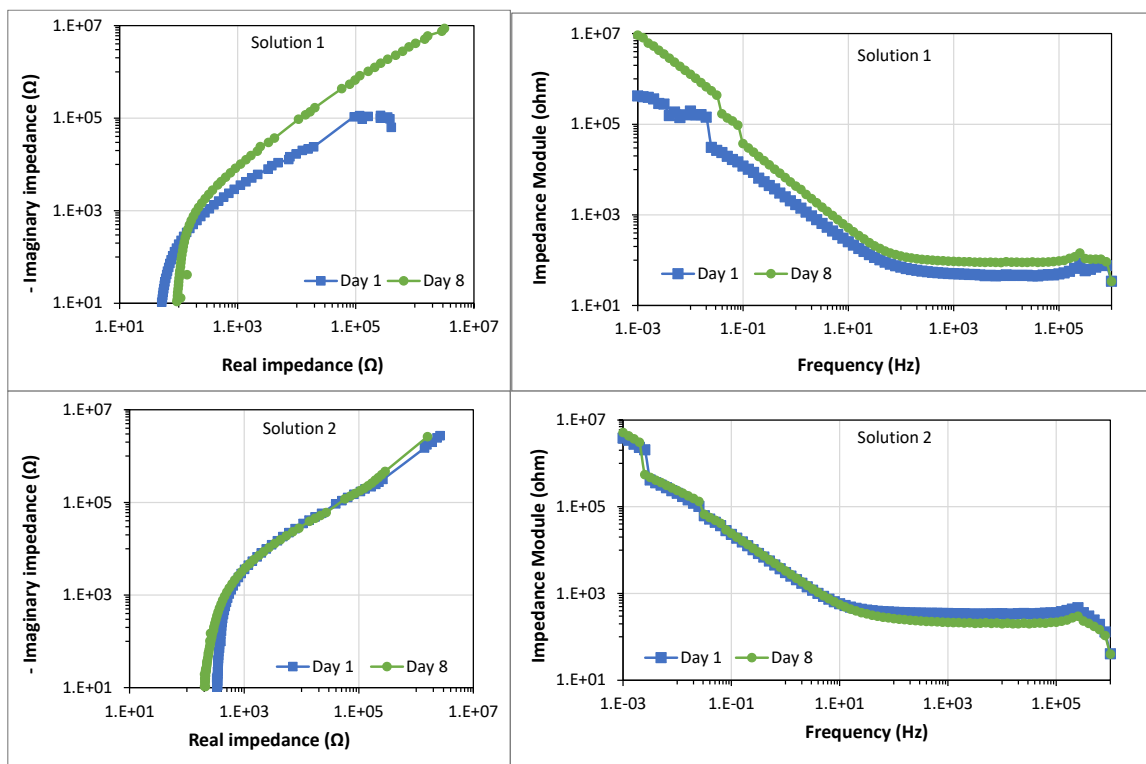 Solution 1
- Imaginary impedance (Ω)
1.E+07
1.E+05
1.E+03
1.E+01
Day 1
Day 8
1.E+01
1.E+03
1.E+05
1.E+07
Real impedance (Ω)
Solution 1
Impedance Module (ohm)
1.E+07
1.E+05
1.E+03
1.E+01
Day 1
Day 8
1.E-03
1.E-01
1.E+01
1.E+03
1.E+05
Frequency (Hz)
Solution 2
- Imaginary impedance (Ω)
1.E+07
1.E+05
1.E+03
1.E+01
Day 1
Day 8
1.E+01
1.E+03
1.E+05
1.E+07
Real impedance (Ω)
Solution 2
Impedance Module (ohm)
1.E+07
1.E+05
1.E+03
1.E+01
Day 1
Day 8
1.E-03
1.E-01
1.E+01
1.E+03
1.E+05
Frequency (Hz)